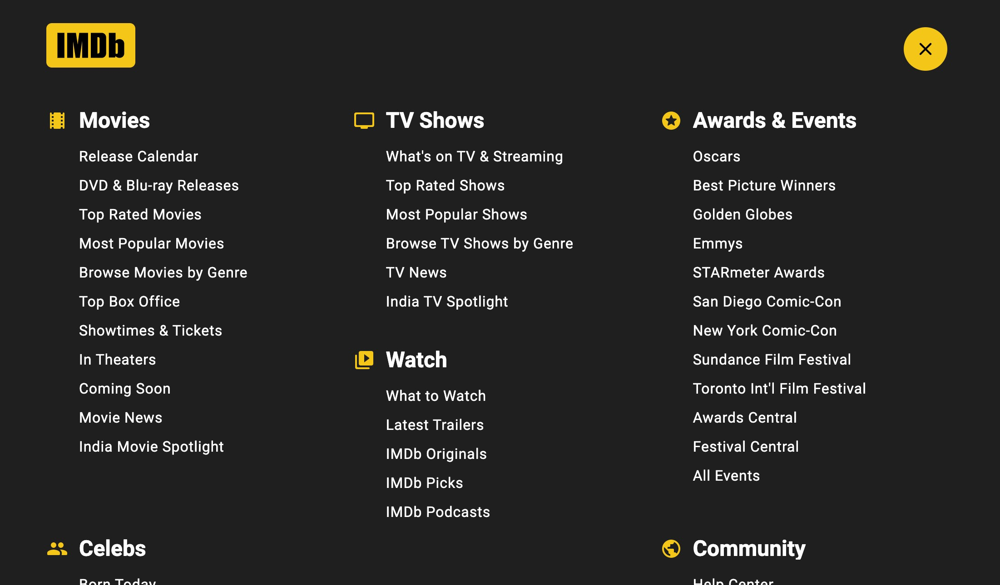 IMDb
Movies
Release Calendar
DVD & Blu-ray Releases
Top Rated Movies
Most Popular Movies
Browse Movies by Genre
Top Box Office
Showtimes & Tickets
In Theaters
Coming Soon
Movie News
India Movie Spotlight
TV Shows
What's on TV & Streaming
Top Rated Shows
Most Popular Shows
Browse TV Shows by Genre
TV News
India TV Spotlight
Watch
What to Watch
Latest Trailers
IMDb Originals
IMDb Picks
IMDb Podcasts
Awards & Events
Oscars
Best Picture Winners
Golden Globes
Emmys
STARmeter Awards
San Diego Comic-Con
New York Comic-Con
Sundance Film Festival
Toronto Int'l Film Festival
Awards Central
Festival Central
All Events
Celebs
Born Today
Community
Help Center